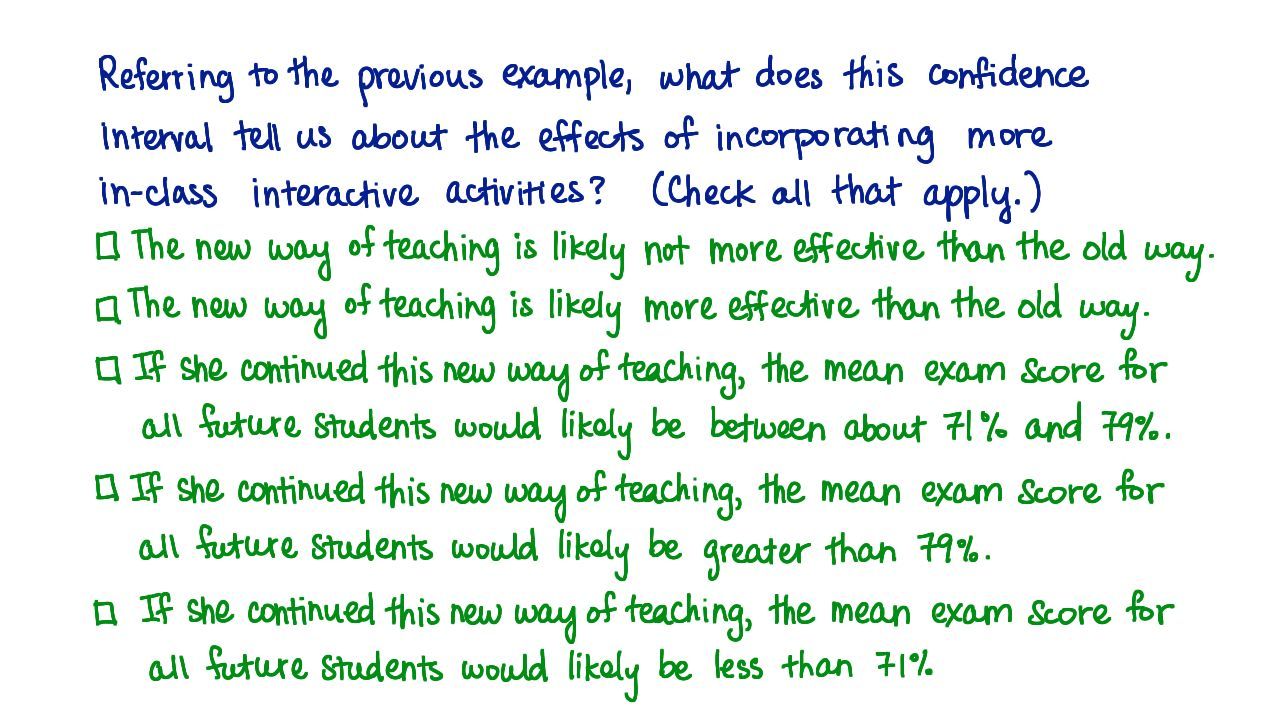 Referring to the previous example, what does this confidence
interval tell us about the effects of incorporating more
in-class interactive activities? (Check all that apply.)
☐ The new way of teaching is likely not more effective than the old way.
☐ The new way of teaching is likely more effective than the old way.
☐ If she continued this new way of teaching, the mean exam score for
all future students would likely be between about 71% and 79%.
☐ If she continued this new way of teaching, the mean exam score for
all future students would likely be greater than 79%.
☐ If she continued this new way of teaching, the mean exam score for
all future students would likely be less than 71%